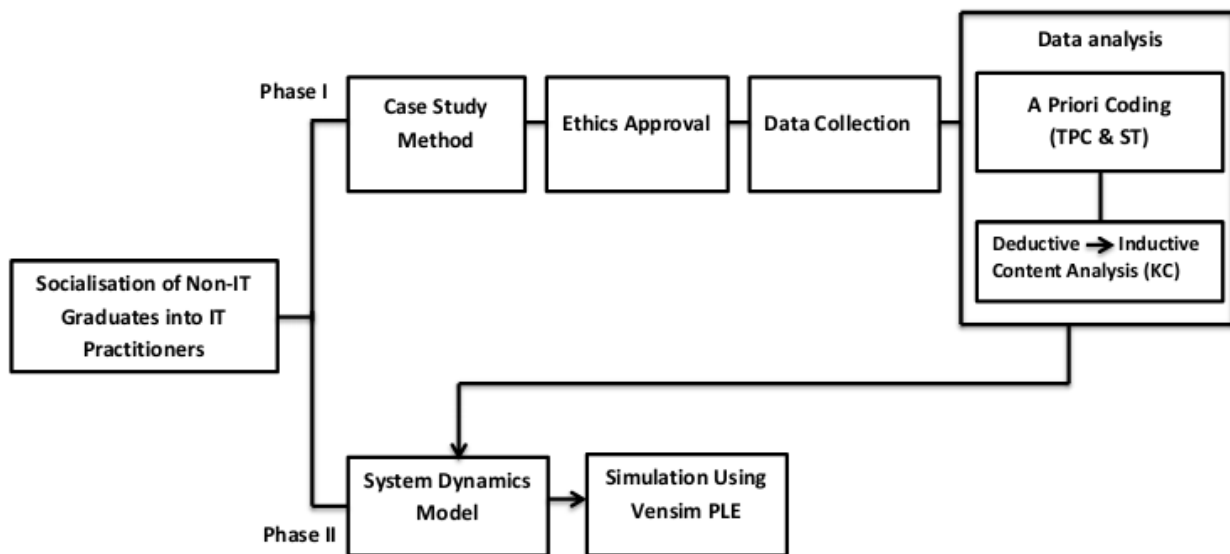 Data analysis
Phase I
Case Study
Method
Ethics Approval
Data Collection
A Priori Coding
(TPC & ST)
Deductive → Inductive
Content Analysis (KC)
Socialisation of Non-IT
Graduates into IT
Practitioners
System Dynamics
Model
Simulation Using
Vensim PLE
Phase II